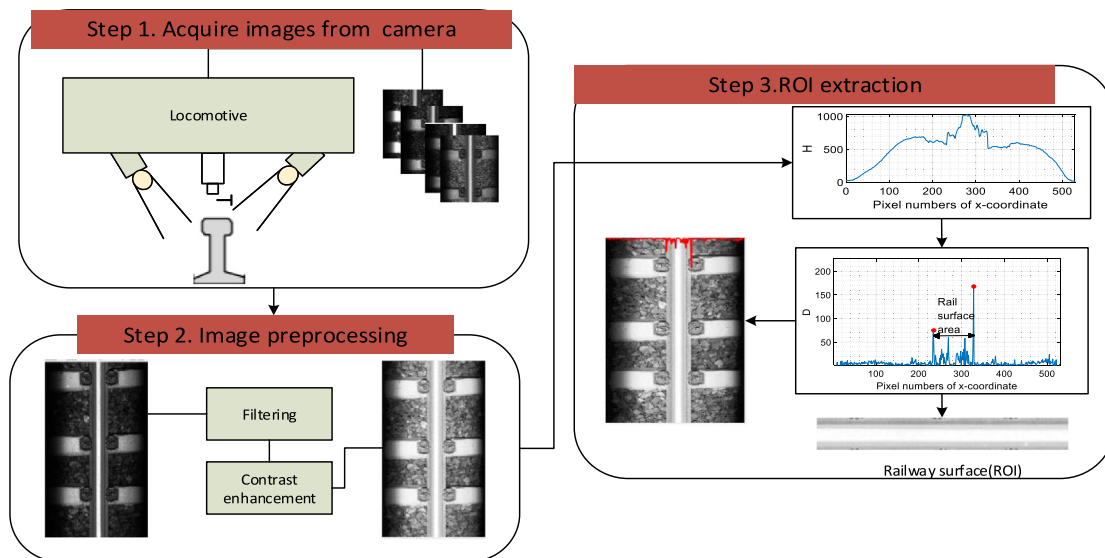 Step 1. Acquire images from camera
Locomotive
Step 2. Image preprocessing
Filtering
Contrast
enhancement
Step 3.ROI extraction
1000
500
0
H
0 100 200 300 400 500
Pixel numbers of x-coordinate
200
150
100
50
D
Rail
surface
area
100 200 300 400 500
Pixel numbers of x-coordinate
Railway surface(ROI)